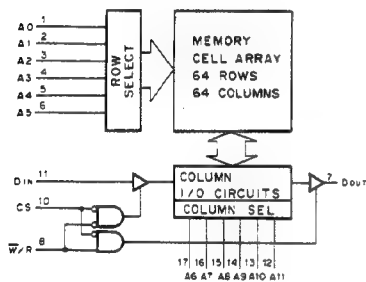 A0 1
A1 2
A2 3
A3 4
A4 5
A5 6
ROW SELECT
MEMORY
CELL ARRAY
64 ROWS
64 COLUMNS
DIN 11
CS 10
W̅/R 8
COLUMN
I/O CIRCUITS
COLUMN SEL
7 DOUT
17 16 15 14 13 12
A6 A7 A8 A9 A10 A11